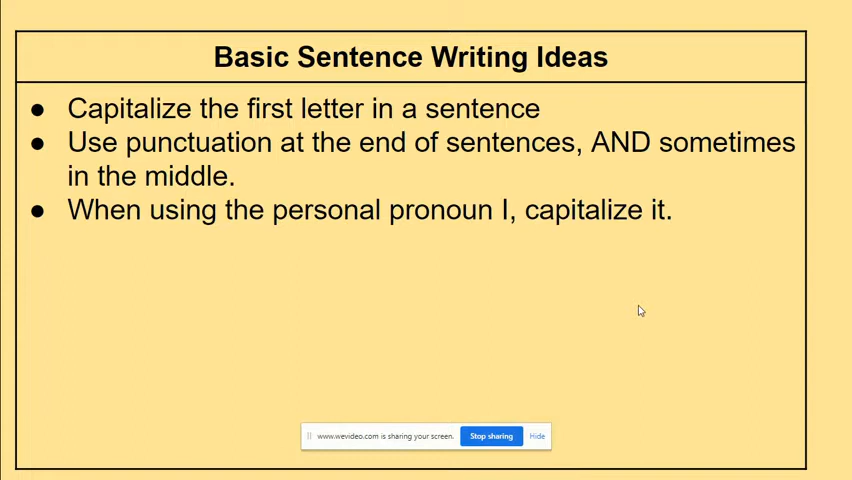 Basic Sentence Writing Ideas
● Capitalize the first letter in a sentence
● Use punctuation at the end of sentences, AND sometimes
in the middle.
● When using the personal pronoun I, capitalize it.
www.wevideo.com is sharing your screen. Stop sharing Hide